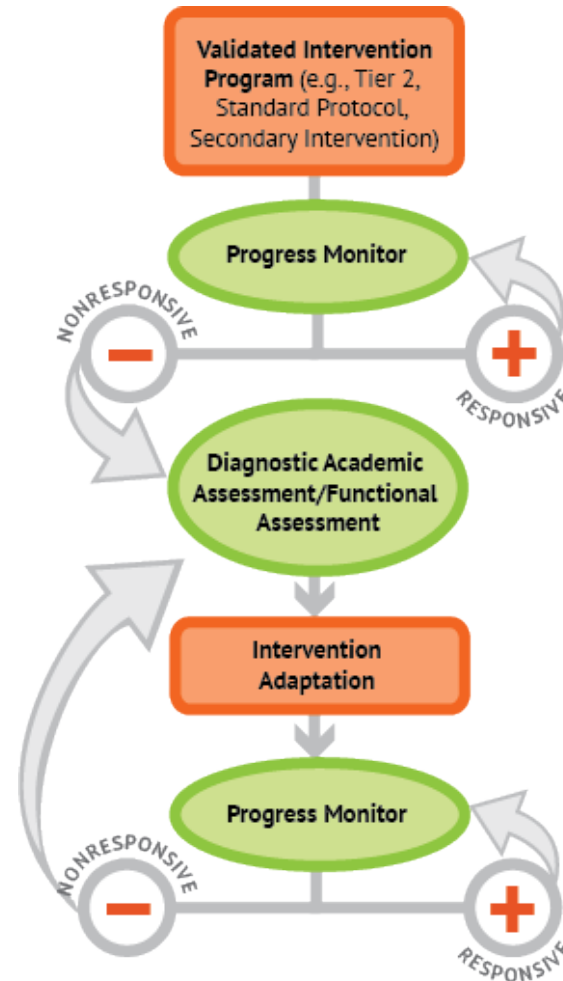 Validated Intervention
Program (e.g., Tier 2,
Standard Protocol,
Secondary Intervention)
Progress Monitor
NONRESPONSIVE
RESPONSIVE
Diagnostic Academic
Assessment/Functional
Assessment
Intervention
Adaptation
Progress Monitor
NONRESPONSIVE
RESPONSIVE